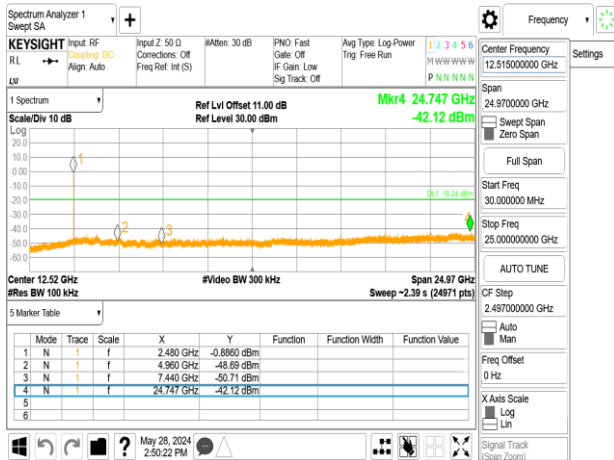 Spectrum Analyzer 1
Swept SA
+
Frequency
KEYSIGHT
RL
LXI
Input: RF
Coupling: DC
Align: Auto
Input Z: 50 Ω
Corrections: Off
Freq Ref: Int (S)
#Atten: 30 dB
PNO: Fast
Gate: Off
IF Gain: Low
Sig Track: Off
Avg Type: Log-Power
Trig: Free Run
1 2 3 4 5 6
M W W W W W
P N N N N N
1 Spectrum
Scale/Div 10 dB
Ref Lvl Offset 11.00 dB
Ref Level 30.00 dBm
Mkr4 24.747 GHz
-42.12 dBm
Log
20.0
10.0
0.00
-10.0
-20.0
-30.0
-40.0
-50.0
-60.0
1
2
3
4
DL1 -19.24 dBm
Center 12.52 GHz
#Res BW 100 kHz
#Video BW 300 kHz
Span 24.97 GHz
Sweep ~2.39 s (24971 pts)
5 Marker Table
Mode Trace Scale X Y Function Function Width Function Value
1 N 1 f 2.480 GHz -0.8860 dBm
2 N 1 f 4.960 GHz -48.69 dBm
3 N 1 f 7.440 GHz -50.71 dBm
4 N 1 f 24.747 GHz -42.12 dBm
5
6
?
May 28, 2024
2:50:22 PM
Settings
Center Frequency
12.515000000 GHz
Span
24.9700000 GHz
Swept Span
Zero Span
Full Span
Start Freq
30.000000 MHz
Stop Freq
25.000000000 GHz
AUTO TUNE
CF Step
2.497000000 GHz
Auto
Man
Freq Offset
0 Hz
X Axis Scale
Log
Lin
Signal Track
(Span Zoom)